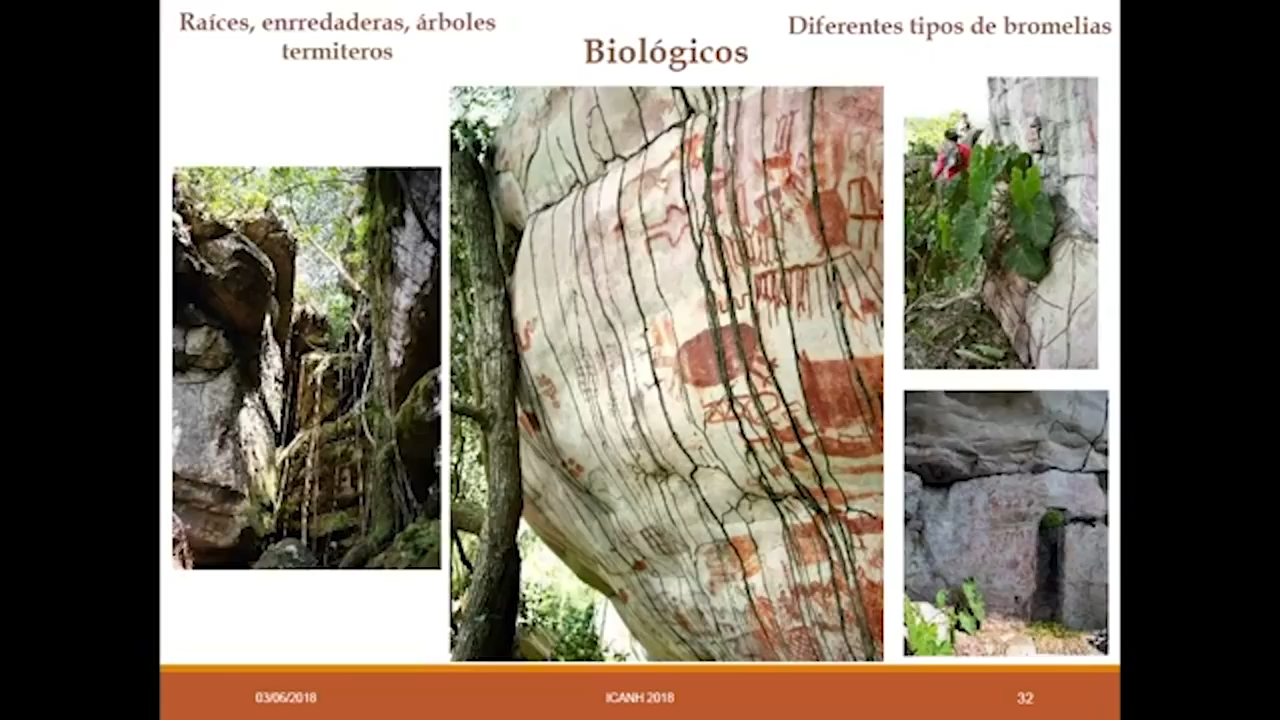 Raíces, enrredaderas, árboles
termiteros
Biológicos
Diferentes tipos de bromelias
03/06/2018
ICANH 2018
32